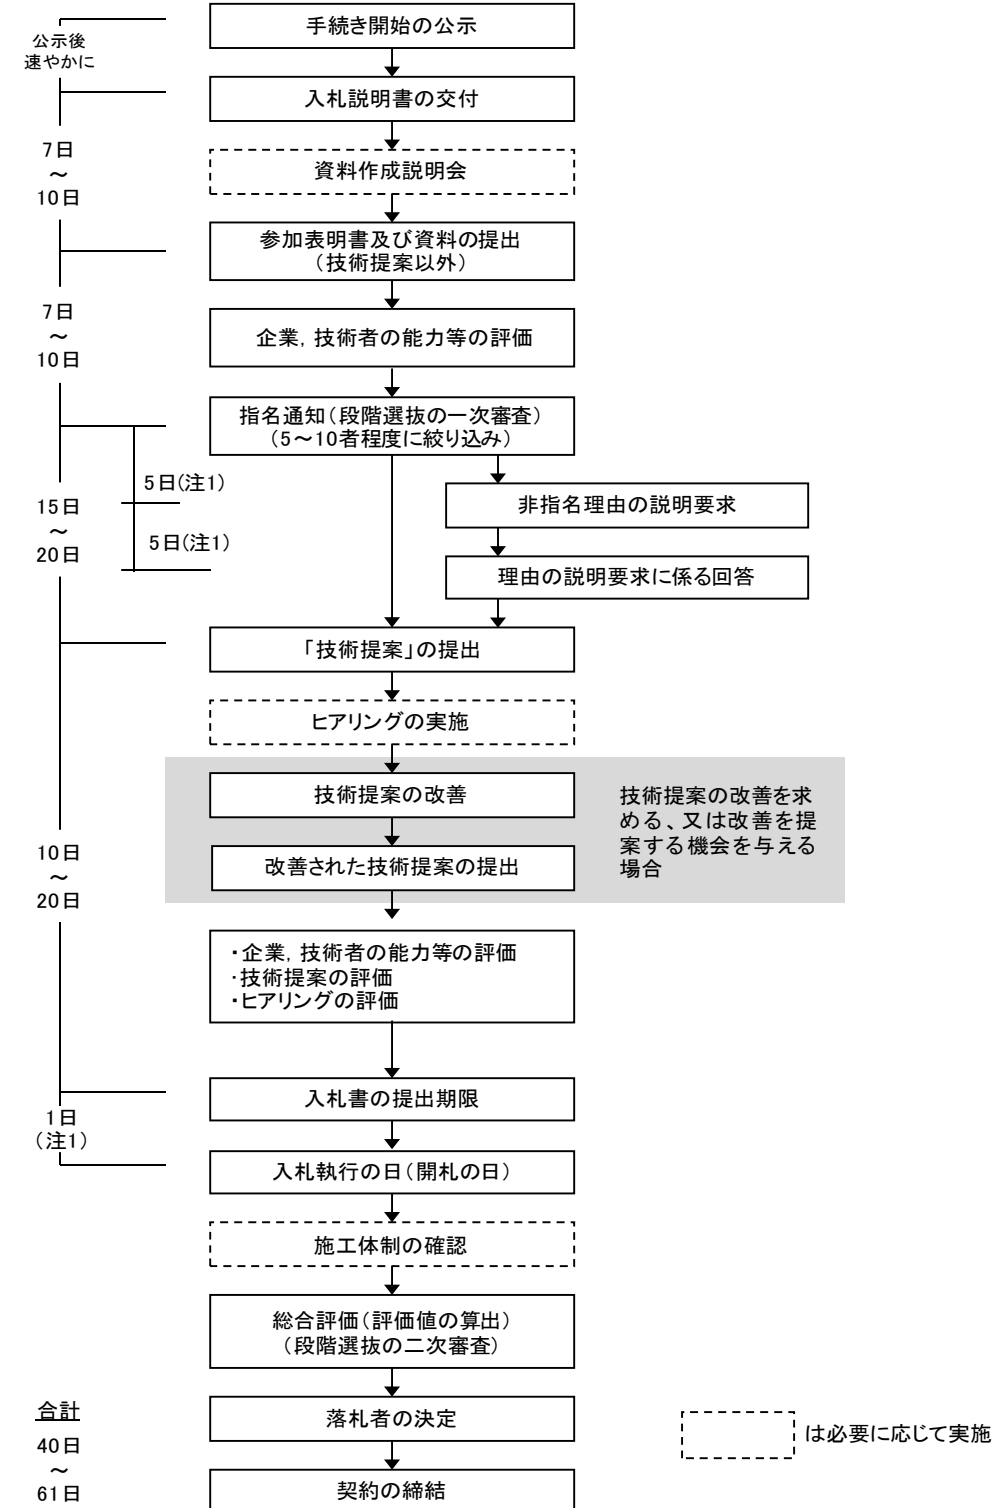 手続き開始の公示
公示後
速やかに
入札説明書の交付
7日
～
10日
資料作成説明会
参加表明書及び資料の提出
（技術提案以外）
7日
～
10日
企業，技術者の能力等の評価
指名通知（段階選抜の一次審査）
（5～10者程度に絞り込み）
5日(注1)
15日
～
20日
非指名理由の説明要求
5日(注1)
理由の説明要求に係る回答
「技術提案」の提出
ヒアリングの実施
技術提案の改善
技術提案の改善を求
める、又は改善を提
案する機会を与える
場合
改善された技術提案の提出
10日
～
20日
・企業，技術者の能力等の評価
・技術提案の評価
・ヒアリングの評価
入札書の提出期限
1日
（注1）
入札執行の日（開札の日）
施工体制の確認
総合評価（評価値の算出）
（段階選抜の二次審査）
落札者の決定
合計
40日
～
61日
は必要に応じて実施
契約の締結